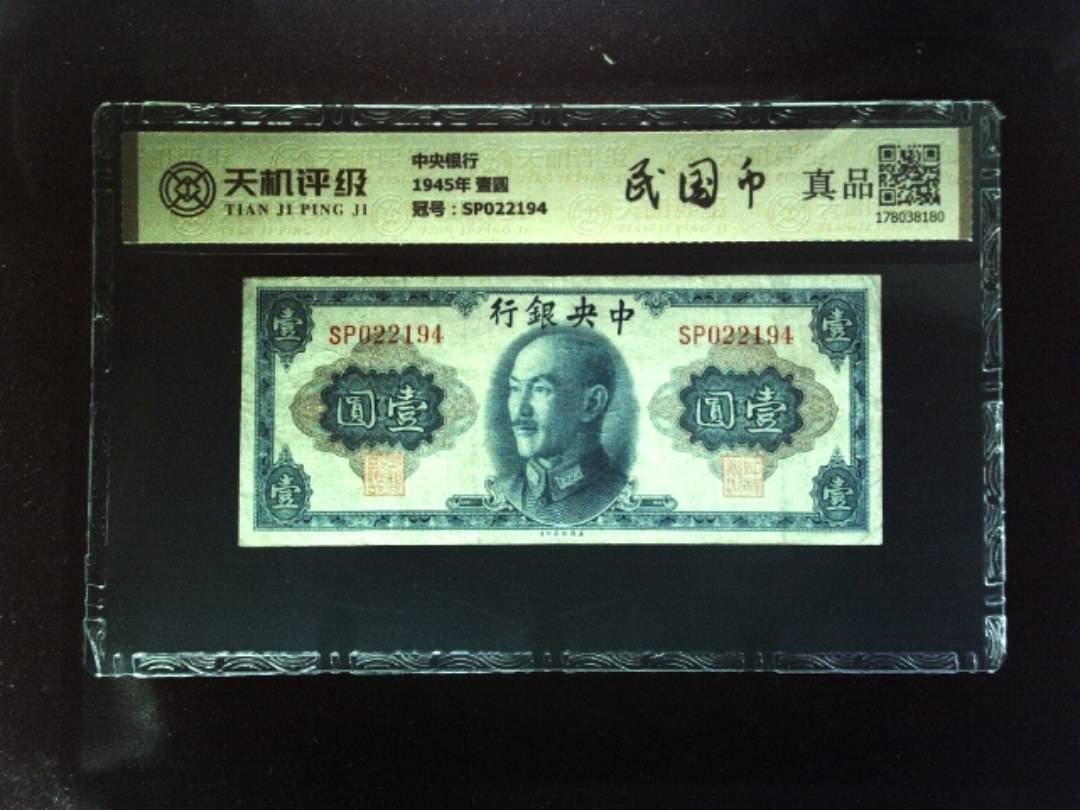 天机评级
TIAN JI PING JI
中央银行
1945年 壹圆
冠号：SP022194
民国币
真品
178038180
行銀央中
壹
壹
SP022194
SP022194
圓壹
圓壹
壹
壹